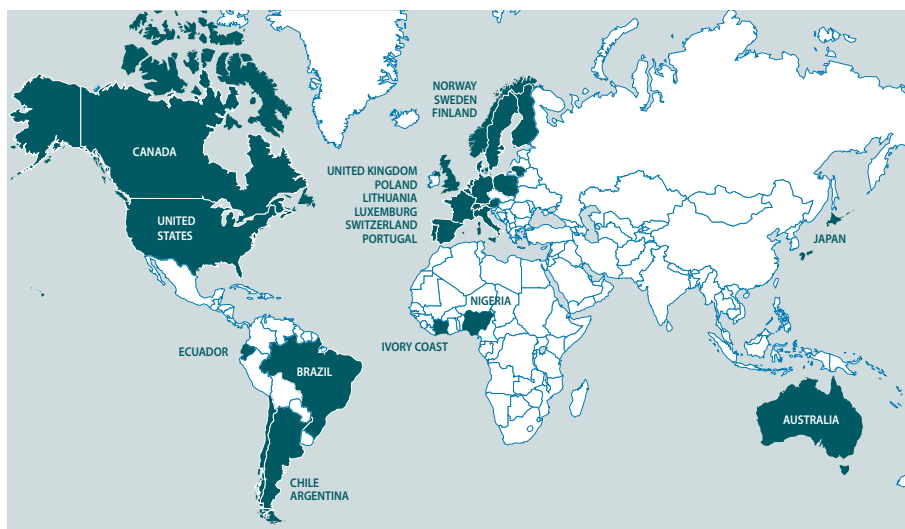 NORWAY
SWEDEN
FINLAND
CANADA
UNITED KINGDOM
POLAND
LITHUANIA
LUXEMBURG
SWITZERLAND
PORTUGAL
UNITED
STATES
JAPAN
NIGERIA
IVORY COAST
ECUADOR
BRAZIL
AUSTRALIA
CHILE
ARGENTINA